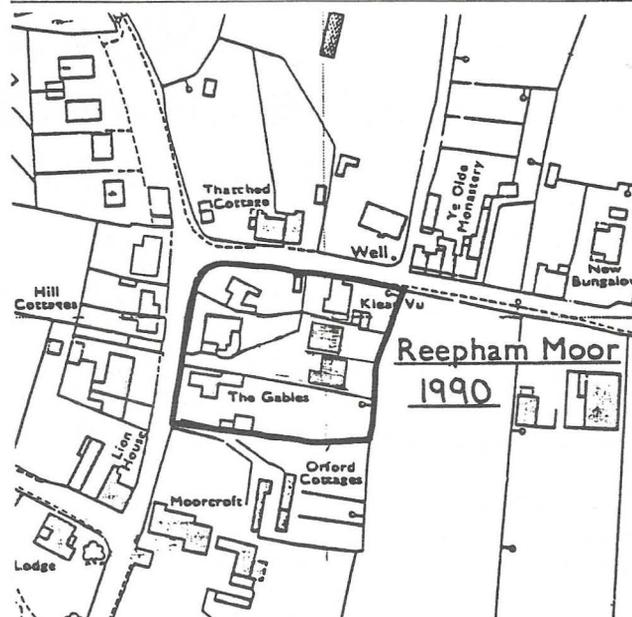 Thatched
Cottage
Ye Olde
Monastery
Well
New
Bungalow
Hill
Cottages
Klea Vu
Reepham Moor
1990
The Gables
Lion
House
Orford
Cottages
Moorcroft
Lodge